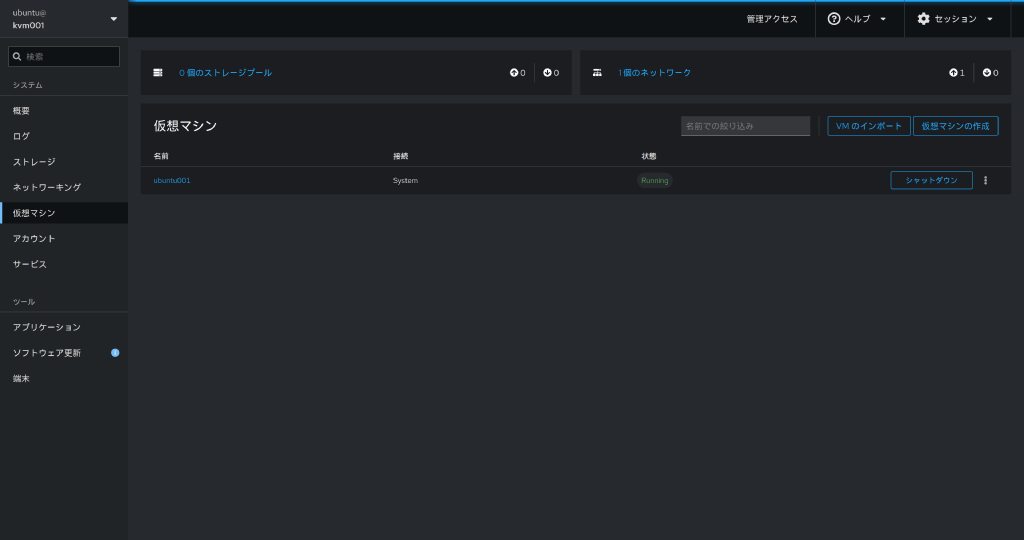 ubuntu@
kvm001
管理アクセス
ヘルプ
セッション
検索
システム
概要
ログ
ストレージ
ネットワーキング
仮想マシン
アカウント
サービス
ツール
アプリケーション
ソフトウェア更新
端末
0 個のストレージプール
0
0
1 個のネットワーク
1
0
仮想マシン
名前での絞り込み
VM のインポート
仮想マシンの作成
名前 接続 状態
ubuntu001 System Running シャットダウン